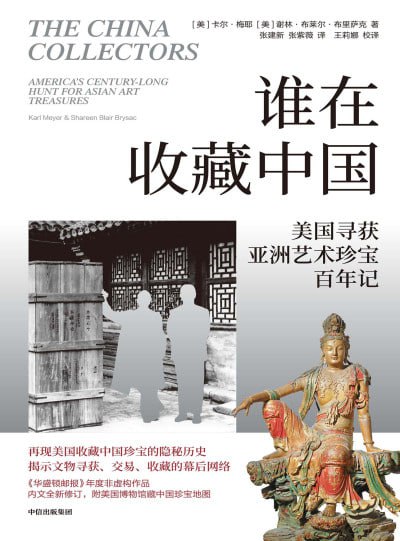 THE CHINA
COLLECTORS
AMERICA'S CENTURY-LONG
HUNT FOR ASIAN ART
TREASURES
Karl Meyer & Shareen Blair Brysac
[美]卡尔·梅耶 [美]谢林·布莱尔·布里萨克 著
张建新 张紫薇 译 王莉娜 校译
谁在
收藏中国
美国寻获
亚洲艺术珍宝
百年记
再现美国收藏中国珍宝的隐秘历史
揭示文物寻获、交易、收藏的幕后网络
《华盛顿邮报》年度非虚构作品
内文全新修订,附美国博物馆藏中国珍宝地图
中信出版集团